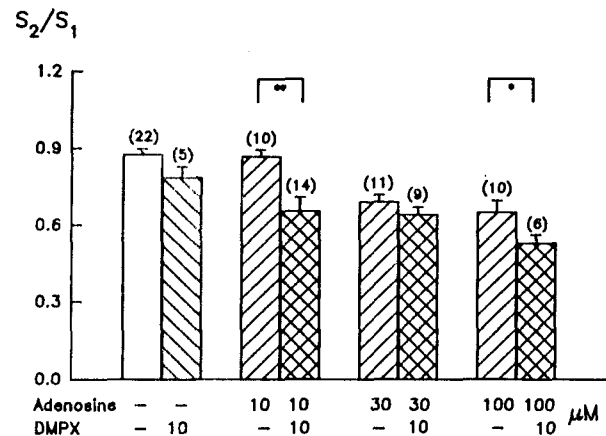 S₂/S₁
1.2
** *
(22) (5) (10) (14) (11) (9) (10) (6)
0.9
0.6
0.3
0.0
Adenosine – – 10 10 30 30 100 100 μM
DMPX – 10 – 10 – 10 – 10